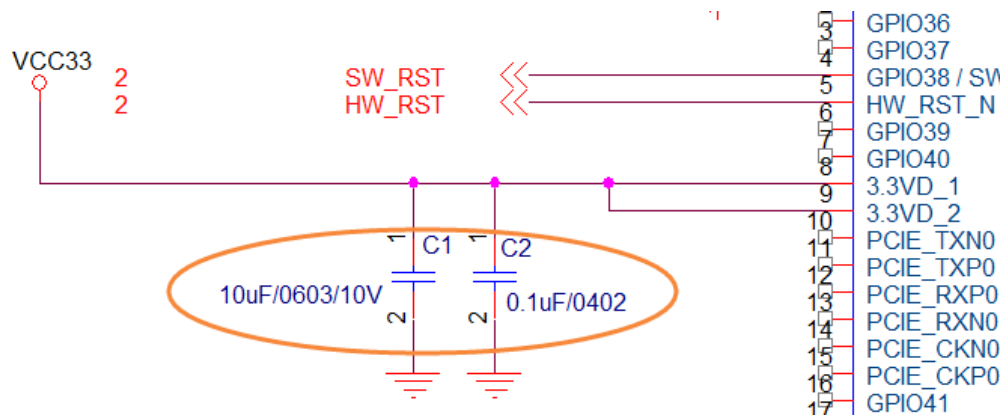 3 GPIO36
VCC33
4 GPIO37
2 SW_RST 5 GPIO38 / SW
2 HW_RST 6 HW_RST_N
7 GPIO39
8 GPIO40
9 3.3VD_1
10 3.3VD_2
1 C1 1 C2 11 PCIE_TXN0
12 PCIE_TXP0
10uF/0603/10V 0.1uF/0402 13 PCIE_RXP0
2 2 14 PCIE_RXN0
15 PCIE_CKN0
16 PCIE_CKP0
17 GPIO41